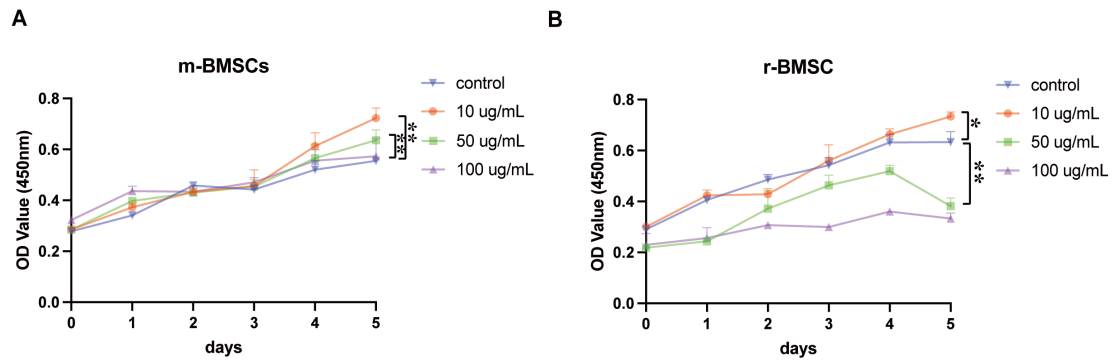 A
m-BMSCs
OD Value (450nm)
0.8
0.6
0.4
0.2
0.0
0 1 2 3 4 5
days
control
10 ug/mL
50 ug/mL
100 ug/mL
**
**
B
r-BMSC
OD Value (450nm)
0.8
0.6
0.4
0.2
0.0
0 1 2 3 4 5
days
control
10 ug/mL
50 ug/mL
100 ug/mL
*
**